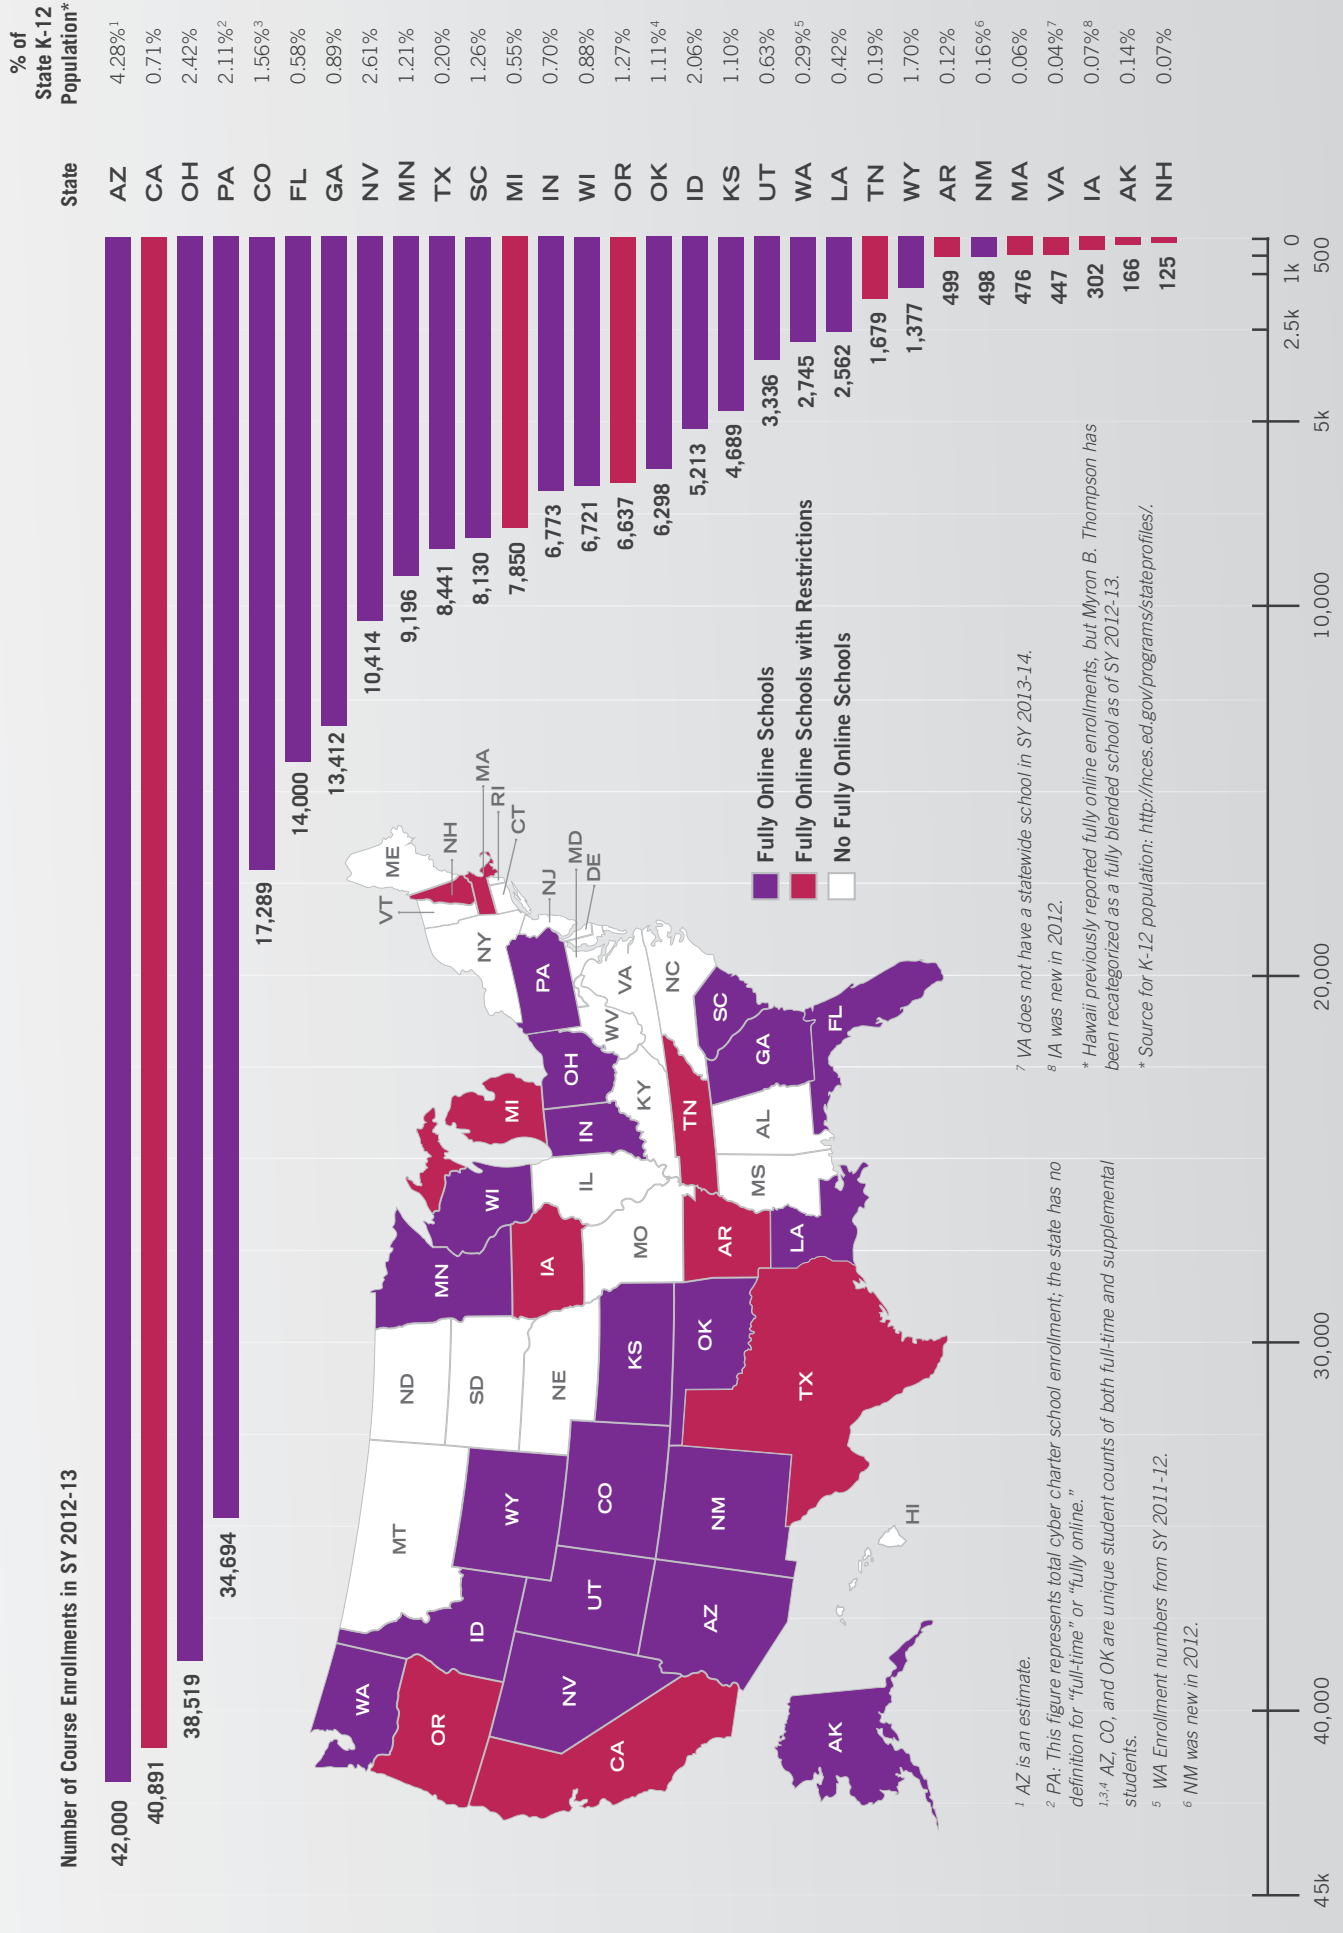 Number of Course Enrollments in SY 2012-13
State
% of
State K-12
Population*
42,000 AZ 4.28%¹
40,891 CA 0.71%
38,519 OH 2.42%
34,694 PA 2.11%²
17,289 CO 1.56%³
14,000 FL 0.58%
13,412 GA 0.89%
10,414 NV 2.61%
9,196 MN 1.21%
8,441 TX 0.20%
8,130 SC 1.26%
7,850 MI 0.55%
6,773 IN 0.70%
6,721 WI 0.88%
6,637 OR 1.27%
6,298 OK 1.11%⁴
5,213 ID 2.06%
4,689 KS 1.10%
3,336 UT 0.63%
2,745 WA 0.29%⁵
2,562 LA 0.42%
1,679 TN 0.19%
1,377 WY 1.70%
499 AR 0.12%
498 NM 0.16%⁶
476 MA 0.06%
447 VA 0.04%⁷
302 IA 0.07%⁸
166 AK 0.14%
125 NH 0.07%
WA
OR
CA
NV
ID
UT
AZ
MT
WY
CO
NM
ND
SD
NE
KS
OK
TX
MN
IA
MO
AR
LA
WI
IL
MS
MI
IN
KY
TN
AL
OH
WV
GA
FL
PA
VA
NC
SC
NY
VT
ME
NH
MA
RI
CT
NJ
MD
DE
AK
HI
Fully Online Schools
Fully Online Schools with Restrictions
No Fully Online Schools
¹ AZ is an estimate.
² PA: This figure represents total cyber charter school enrollment; the state has no
definition for “full-time” or “fully online.”
¹,³,⁴ AZ, CO, and OK are unique student counts of both full-time and supplemental
students.
⁵ WA Enrollment numbers from SY 2011-12.
⁶ NM was new in 2012.
⁷ VA does not have a statewide school in SY 2013-14.
⁸ IA was new in 2012.
* Hawaii previously reported fully online enrollments, but Myron B. Thompson has
been recategorized as a fully blended school as of SY 2012-13.
* Source for K-12 population: http://nces.ed.gov/programs/stateprofiles/.
45k 40,000 30,000 20,000 10,000 5k 2.5k 1k 500 0